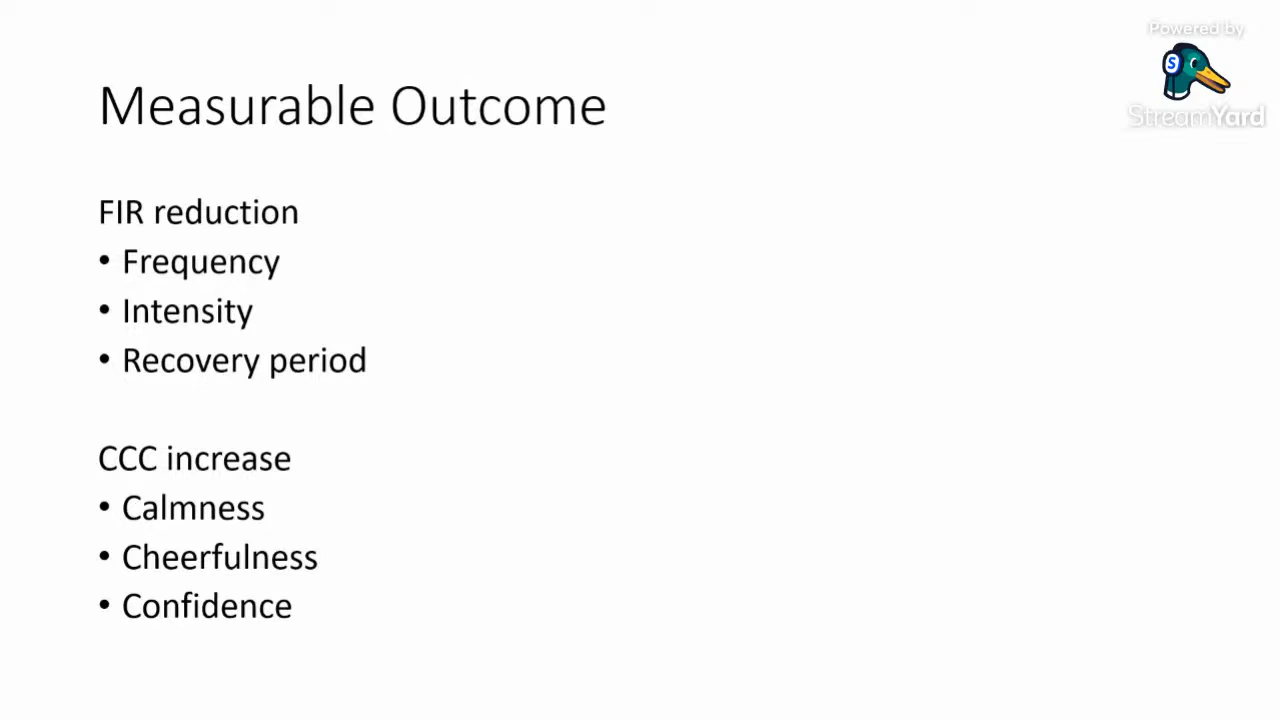 Powered by
S
StreamYard
Measurable Outcome
FIR reduction
• Frequency
• Intensity
• Recovery period
CCC increase
• Calmness
• Cheerfulness
• Confidence